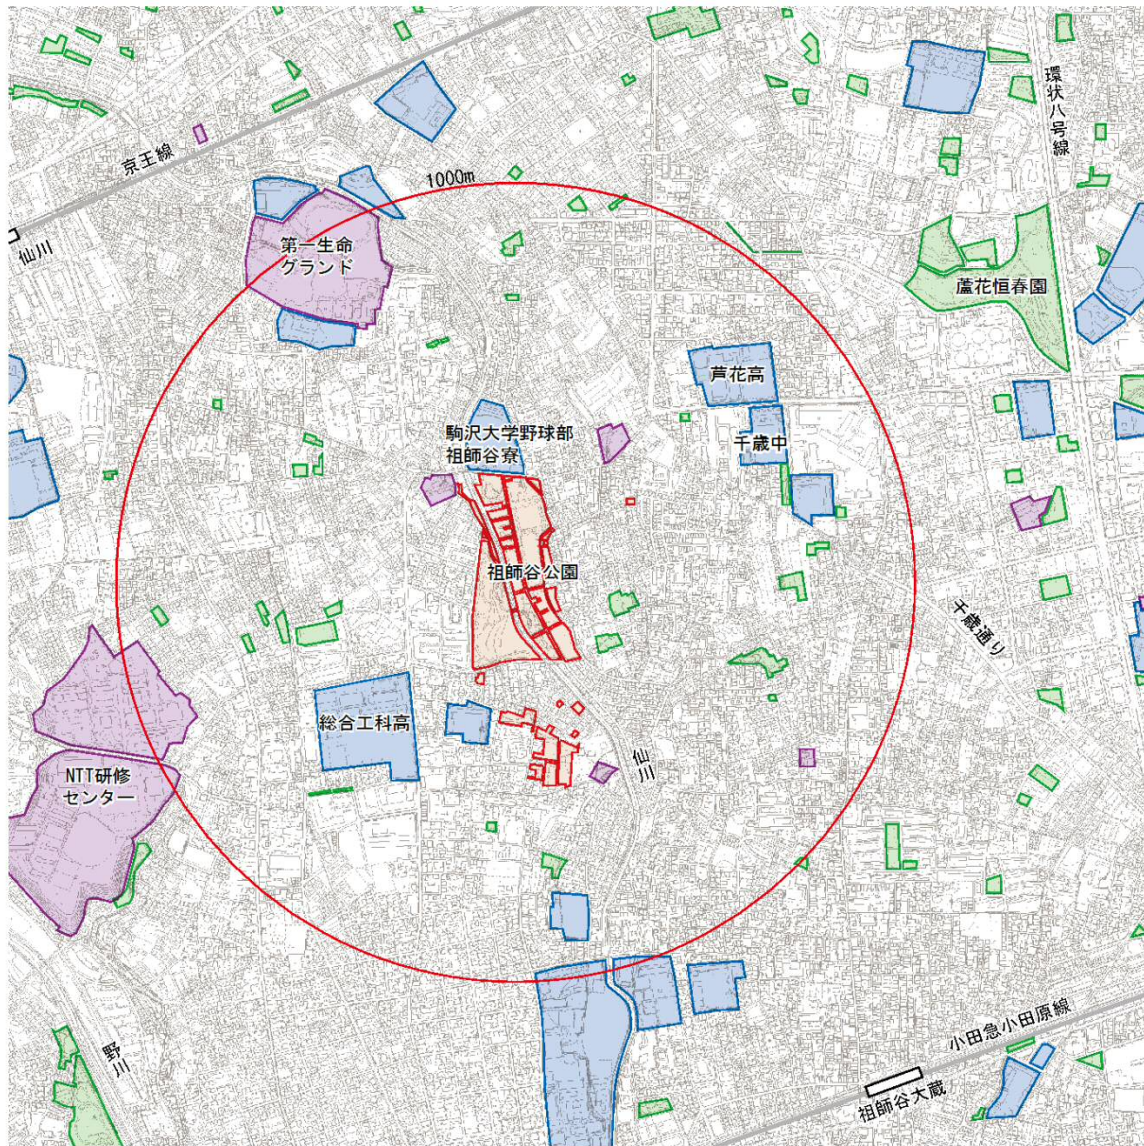 環状八号線
京王線
1000m
仙川
第一生命
グランド
蘆花恒春園
芦花高
駒沢大学野球部
祖師谷寮
千歳中
祖師谷公園
千歳通り
総合工科高
仙川
NTT研修
センター
小田急小田原線
野川
祖師谷大蔵